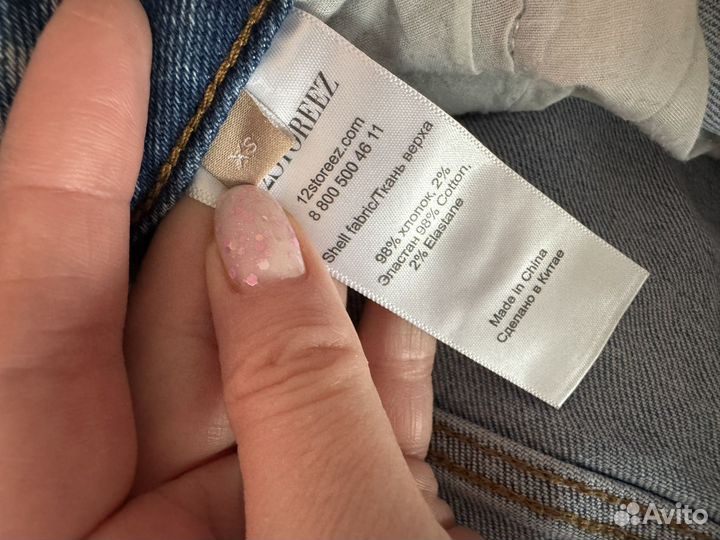 12STOREEZ
XS
12storeez.com
8 800 500 46 11
Shell fabric/Ткань верха
98% хлопок, 2%
Эластан 98% Cotton,
2% Elastane
Made in China
Сделано в Китае
Avito